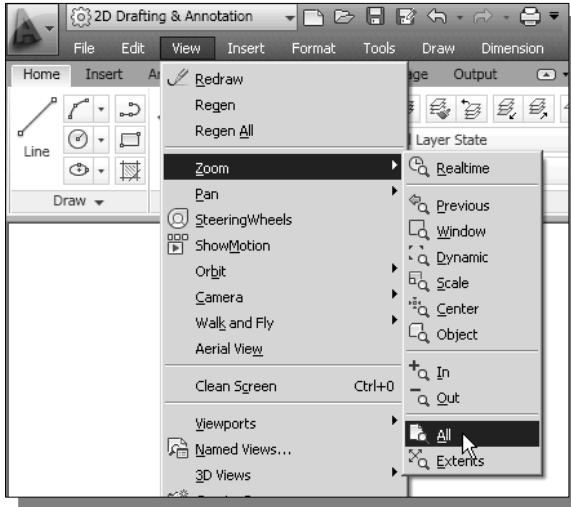 2D Drafting & Annotation
File Edit View Insert Format Tools Draw Dimension
Home Insert
Output
Redraw
Regen
Regen All
Layer State
Line
Zoom
Realtime
Draw
Pan
Previous
SteeringWheels
Window
ShowMotion
Dynamic
Orbit
Scale
Camera
Center
Walk and Fly
Object
Aerial View
In
Clean Screen Ctrl+0
Out
Viewports
All
Named Views...
Extents
3D Views